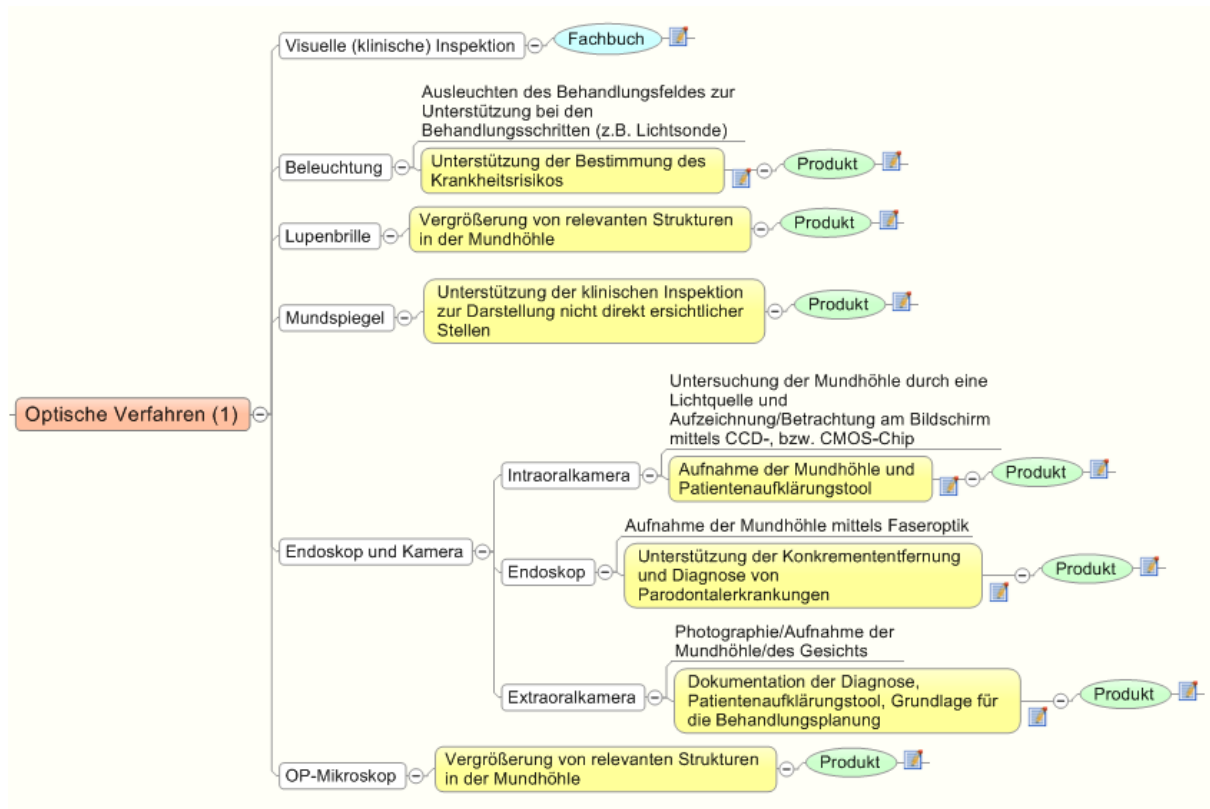 Visuelle (klinische) Inspektion
Fachbuch
Ausleuchten des Behandlungsfeldes zur
Unterstützung bei den
Behandlungsschritten (z.B. Lichtsonde)
Beleuchtung
Unterstützung der Bestimmung des
Krankheitsrisikos
Produkt
Lupenbrille
Vergrößerung von relevanten Strukturen
in der Mundhöhle
Produkt
Mundspiegel
Unterstützung der klinischen Inspektion
zur Darstellung nicht direkt ersichtlicher
Stellen
Produkt
Optische Verfahren (1)
Endoskop und Kamera
Untersuchung der Mundhöhle durch eine
Lichtquelle und
Aufzeichnung/Betrachtung am Bildschirm
mittels CCD-, bzw. CMOS-Chip
Intraoralkamera
Aufnahme der Mundhöhle und
Patientenaufklärungstool
Produkt
Aufnahme der Mundhöhle mittels Faseroptik
Endoskop
Unterstützung der Konkremententfernung
und Diagnose von
Parodontalerkrankungen
Produkt
Photographie/Aufnahme der
Mundhöhle/des Gesichts
Extraoralkamera
Dokumentation der Diagnose,
Patientenaufklärungstool, Grundlage für
die Behandlungsplanung
Produkt
OP-Mikroskop
Vergrößerung von relevanten Strukturen
in der Mundhöhle
Produkt